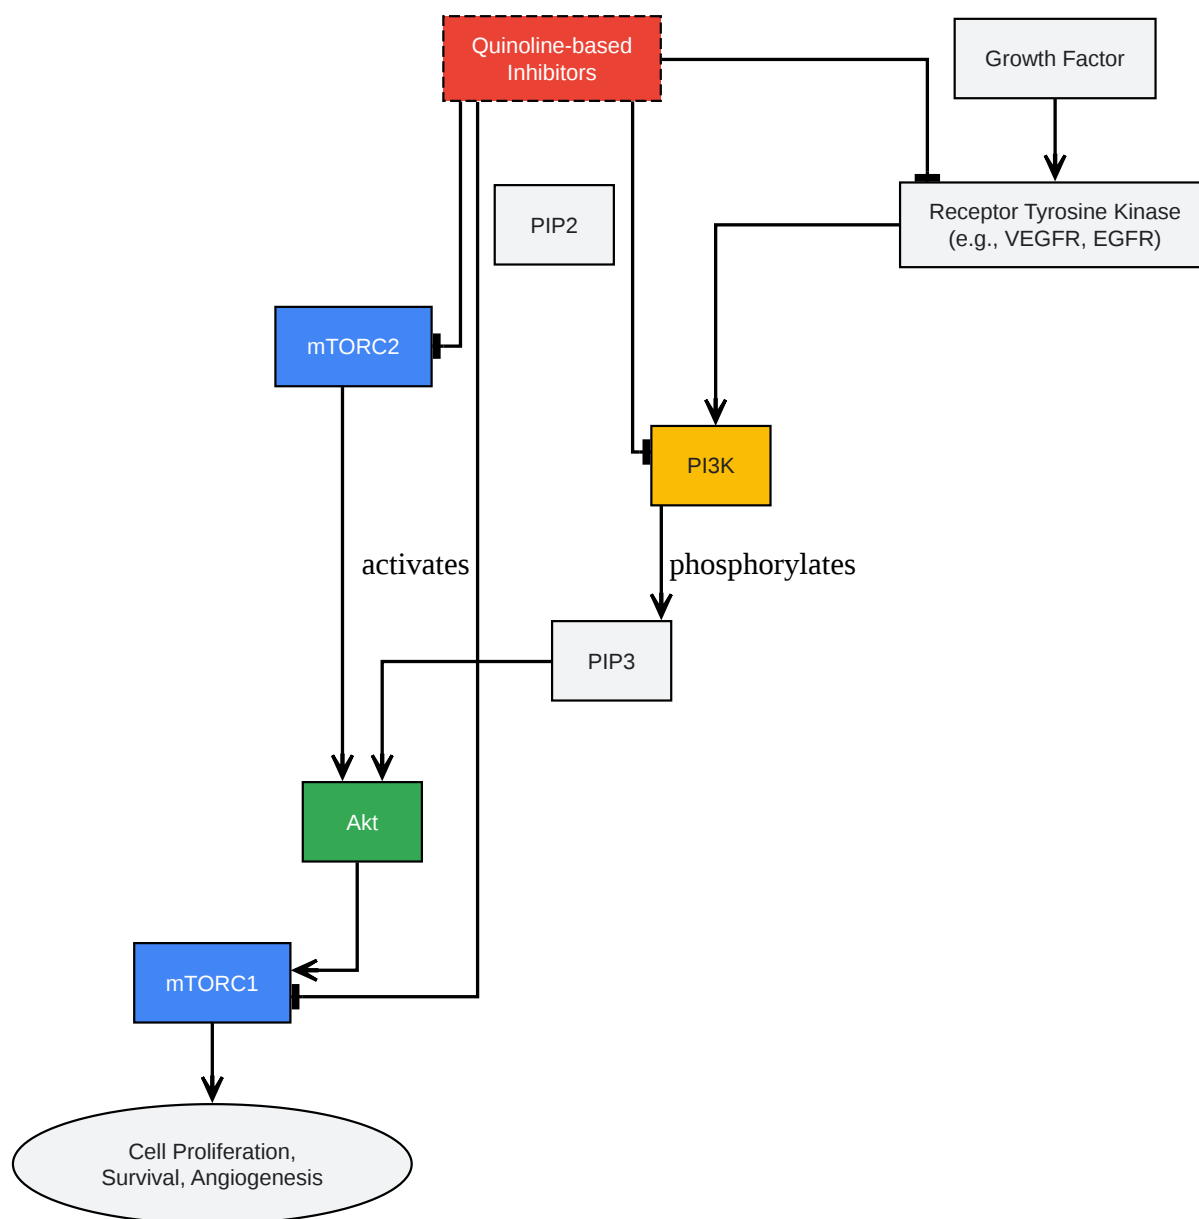 Quinoline-based
Inhibitors
Growth Factor
PIP2
Receptor Tyrosine Kinase
(e.g., VEGFR, EGFR)
mTORC2
PI3K
activates
phosphorylates
PIP3
Akt
mTORC1
Cell Proliferation,
Survival, Angiogenesis